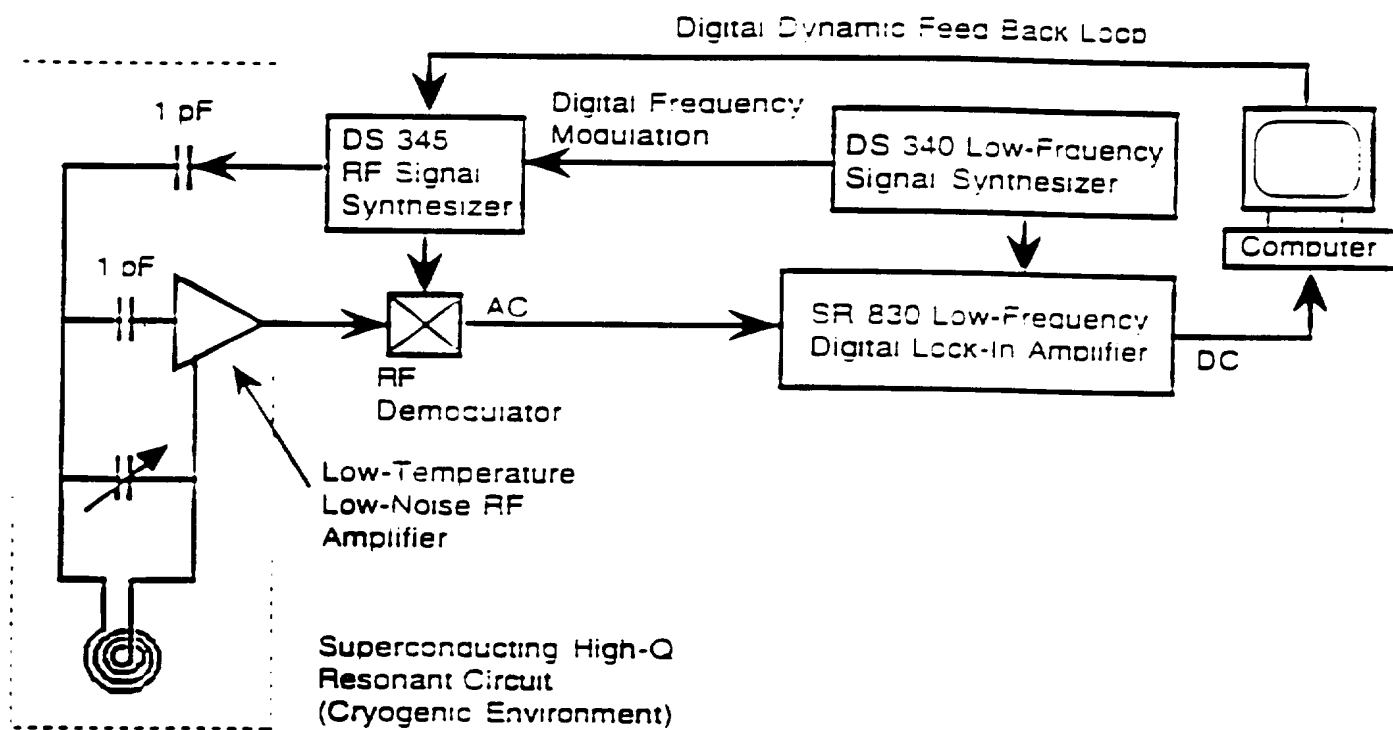 Digital Dynamic Feed Back Loop
1 pF
DS 345
RF Signal
Synthesizer
Digital Frequency
Modulation
DS 340 Low-Frquency
Signal Synthesizer
Computer
1 pF
AC
RF
Demodulator
SR 830 Low-Frequency
Digital Lock-In Amplifier
DC
Low-Temperature
Low-Noise RF
Amplifier
Superconducting High-Q
Resonant Circuit
(Cryogenic Environment)